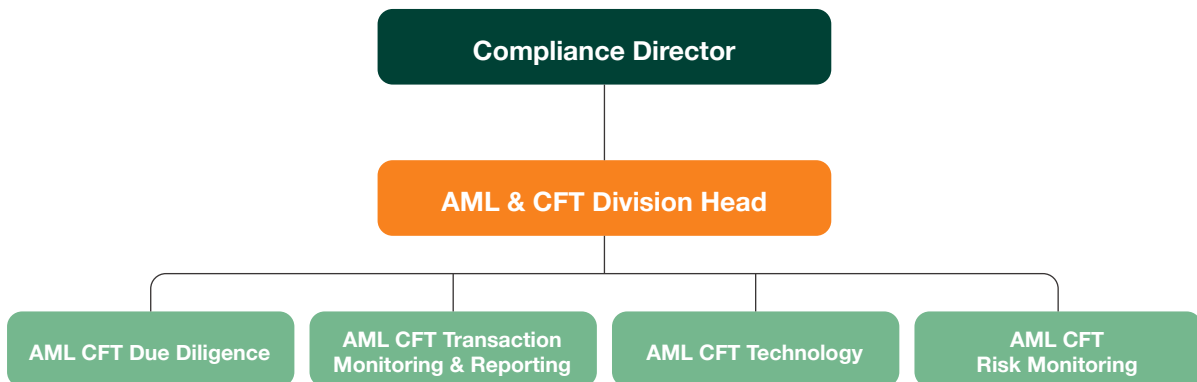 Compliance Director
AML & CFT Division Head
AML CFT Due Diligence
AML CFT Transaction
Monitoring & Reporting
AML CFT Technology
AML CFT
Risk Monitoring